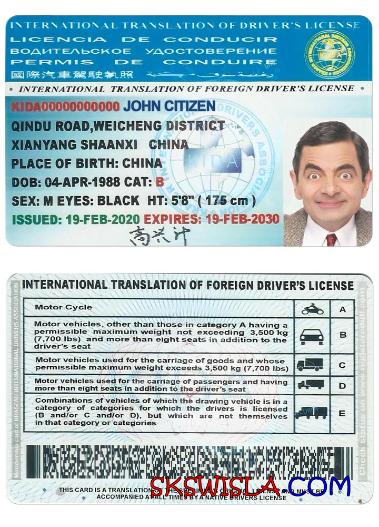 INTERNATIONAL TRANSLATION OF DRIVER'S LICENSE
LICENCIA DE CONDUCIR
ВОДИТЕЛЬСКОЕ УДОСТОВЕРЕНИЕ
PERMIS DE CONDUIRE
國際汽車駕駛執照
INTERNATIONAL TRANSLATION OF FOREIGN DRIVER'S LICENSE
KIDA00000000000 JOHN CITIZEN
QINDU ROAD,WEICHENG DISTRICT
XIANYANG SHAANXI CHINA
PLACE OF BIRTH: CHINA
DOB: 04-APR-1988 CAT: B
SEX: M EYES: BLACK HT: 5'8" ( 175 cm )
ISSUED: 19-FEB-2020 EXPIRES: 19-FEB-2030
INTERNATIONAL TRANSLATION OF FOREIGN DRIVER'S LICENSE
Motor Cycle A
Motor vehicles, other than those in category A having a
permissible maximum weight not exceeding 3,500 kg
(7,700 lbs) and more than eight seats in addition to the
driver's seat B
Motor vehicles used for the carriage of goods and whose
permissible maximum weight exceeds 3,500 kg (7,700 lbs) C
Motor vehicles used for the carriage of passengers and having
more than eight seats in addition to the driver's seat D
Combinations of vehicles of which the drawing vehicle is in a
category of categories for which the drivers is licensed
(B and/or C and/or D), but which are not themselves
in that category or categories E
SKSWISLA.COM
THIS CARD IS A TRANSLATION OF
ACCOMPANIED AT ALL TIMES BY A NATIVE DRIVER'S LICENSE